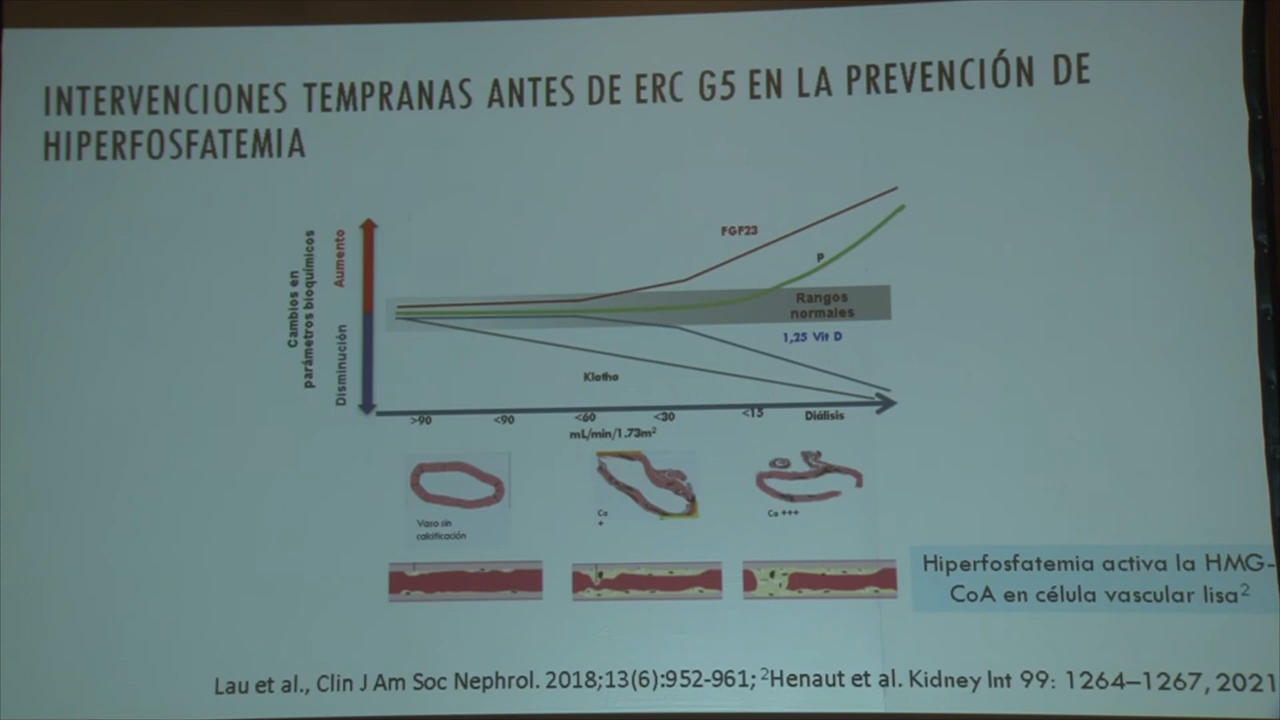 INTERVENCIONES TEMPRANAS ANTES DE ERC G5 EN LA PREVENCIÓN DE
HIPERFOSFATEMIA
Cambios en
parámetros bioquímicos
Aumento
Disminución
FGF23
P
Rangos
normales
1,25 Vit D
Klotho
>90 <90 <60 <30 <15 Diálisis
mL/min/1.73m²
Vaso sin
calcificación
Ca
+
Ca +++
Hiperfosfatemia activa la HMG-
CoA en célula vascular lisa²
Lau et al., Clin J Am Soc Nephrol. 2018;13(6):952-961; ²Henaut et al. Kidney Int 99: 1264–1267, 2021